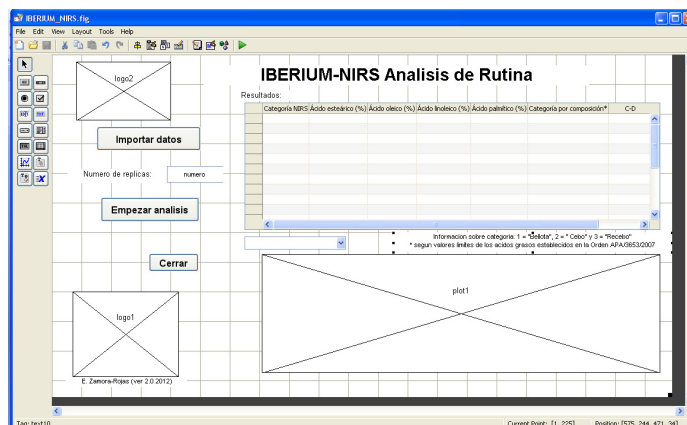 IBERIUM_NIRS.fig
File Edit View Layout Tools Help
logo2
IBERIUM-NIRS Analisis de Rutina
Resultados:
Categoría NIRS Ácido esteárico (%) Ácido oleico (%) Ácido linoleico (%) Ácido palmítico (%) Categoría por composición* C-D
Importar datos
Numero de replicas: numero
Empezar analisis
Informacion sobre categoria: 1 = "Bellota", 2 = " Cebo" y 3 = "Recebo"
* segun valores limites de los acidos grasos establecidos en la Orden APA/3653/2007
Cerrar
plot1
logo1
E. Zamora-Rojas (ver 2.0 2012)
Tag: text10 Current Point: [1, 225] Position: [575, 244, 471, 34]